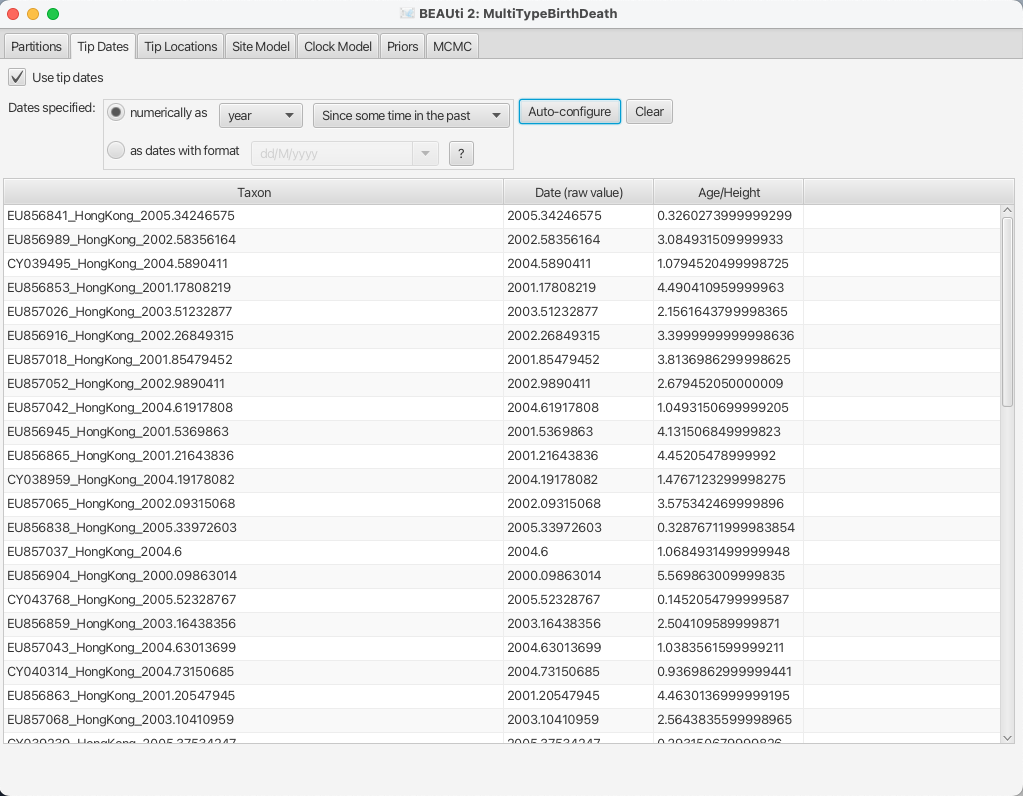 BEAUti 2: MultiTypeBirthDeath
Partitions Tip Dates Tip Locations Site Model Clock Model Priors MCMC
Use tip dates
Dates specified: numerically as year Since some time in the past Auto-configure Clear
as dates with format dd/M/yyyy ?
Taxon Date (raw value) Age/Height
EU856841_HongKong_2005.34246575 2005.34246575 0.3260273999999299
EU856989_HongKong_2002.58356164 2002.58356164 3.084931509999933
CY039495_HongKong_2004.5890411 2004.5890411 1.0794520499998725
EU856853_HongKong_2001.17808219 2001.17808219 4.490410959999963
EU857026_HongKong_2003.51232877 2003.51232877 2.1561643799998365
EU856916_HongKong_2002.26849315 2002.26849315 3.3999999999998636
EU857018_HongKong_2001.85479452 2001.85479452 3.8136986299998625
EU857052_HongKong_2002.9890411 2002.9890411 2.679452050000009
EU857042_HongKong_2004.61917808 2004.61917808 1.0493150699999205
EU856945_HongKong_2001.5369863 2001.5369863 4.131506849999823
EU856865_HongKong_2001.21643836 2001.21643836 4.45205478999992
CY038959_HongKong_2004.19178082 2004.19178082 1.4767123299998275
EU857065_HongKong_2002.09315068 2002.09315068 3.575342469999896
EU856838_HongKong_2005.33972603 2005.33972603 0.32876711999983854
EU857037_HongKong_2004.6 2004.6 1.0684931499999948
EU856904_HongKong_2000.09863014 2000.09863014 5.569863009999835
CY043768_HongKong_2005.52328767 2005.52328767 0.1452054799999587
EU856859_HongKong_2003.16438356 2003.16438356 2.504109589999871
EU857043_HongKong_2004.63013699 2004.63013699 1.0383561599999211
CY040314_HongKong_2004.73150685 2004.73150685 0.9369862999999441
EU856863_HongKong_2001.20547945 2001.20547945 4.4630136999999195
EU857068_HongKong_2003.10410959 2003.10410959 2.5643835599998965
CY039239_HongKong_2005.37534247 2005.37534247